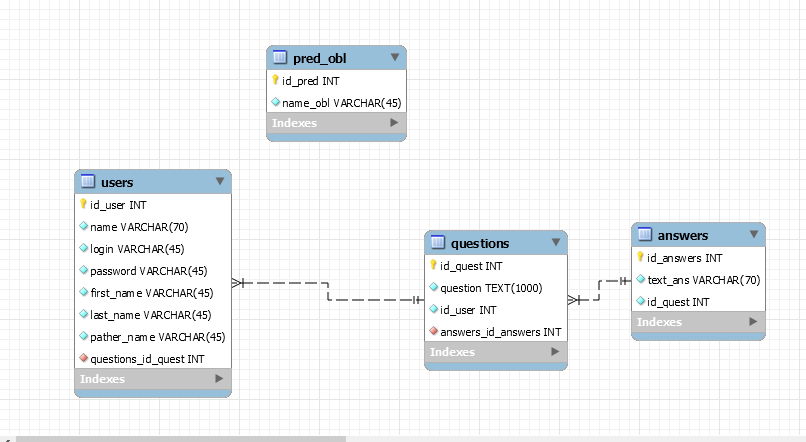 pred_obl
id_pred INT
name_obl VARCHAR(45)
Indexes
users
id_user INT
name VARCHAR(70)
login VARCHAR(45)
password VARCHAR(45)
first_name VARCHAR(45)
last_name VARCHAR(45)
pather_name VARCHAR(45)
questions_id_quest INT
Indexes
questions
id_quest INT
question TEXT(1000)
id_user INT
answers_id_answers INT
Indexes
answers
id_answers INT
text_ans VARCHAR(70)
id_quest INT
Indexes